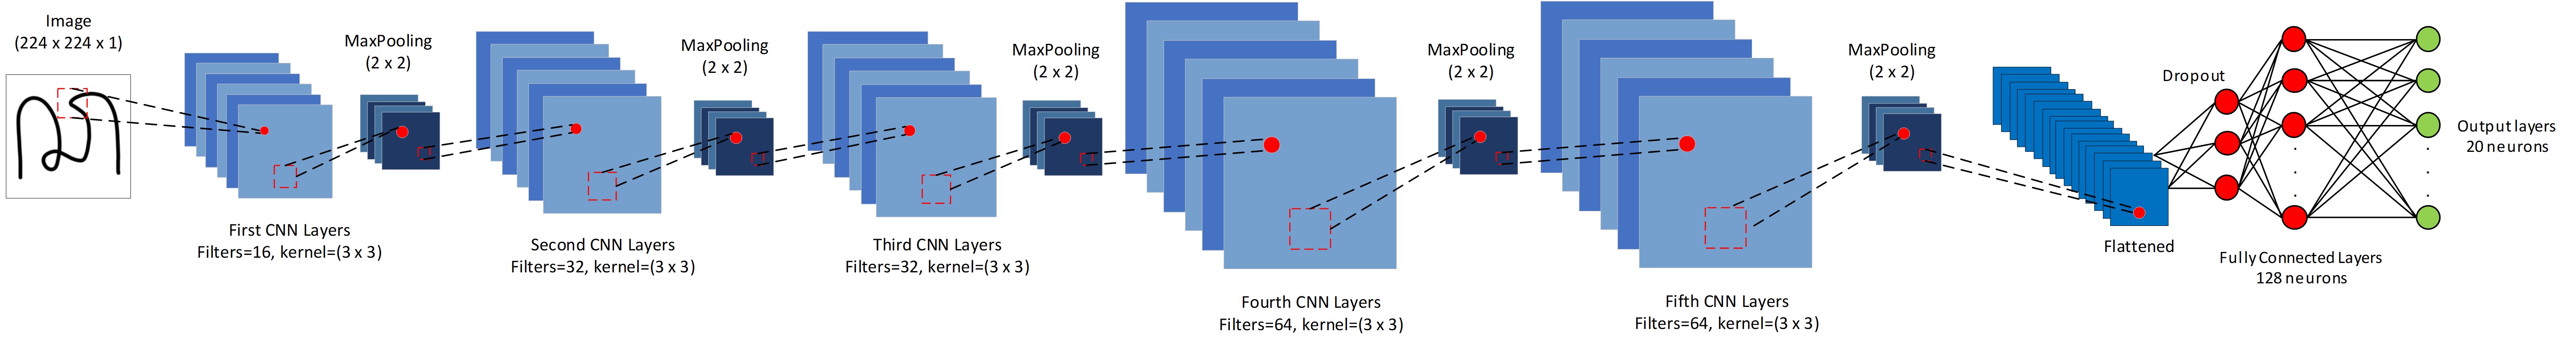 Image
(224 x 224 x 1)
First CNN Layers
Filters=16, kernel=(3 x 3)
MaxPooling
(2 x 2)
Second CNN Layers
Filters=32, kernel=(3 x 3)
MaxPooling
(2 x 2)
Third CNN Layers
Filters=32, kernel=(3 x 3)
MaxPooling
(2 x 2)
Fourth CNN Layers
Filters=64, kernel=(3 x 3)
MaxPooling
(2 x 2)
Fifth CNN Layers
Filters=64, kernel=(3 x 3)
MaxPooling
(2 x 2)
Flattened
Dropout
Fully Connected Layers
128 neurons
Output layers
20 neurons